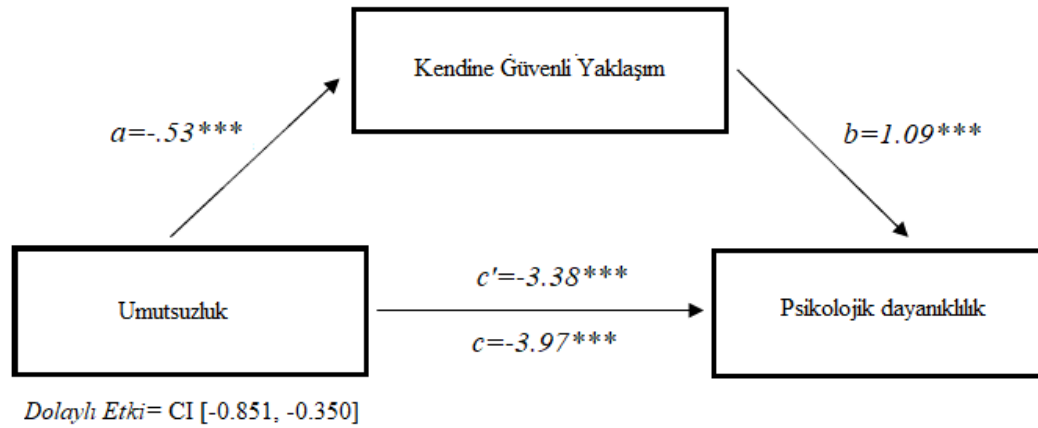 Kendine Güvenli Yaklaşım
a=-.53***
b=1.09***
Umutsuzluk
c'=-3.38***
c=-3.97***
Psikolojik dayanıklılık
Dolaylı Etki= CI [-0.851, -0.350]